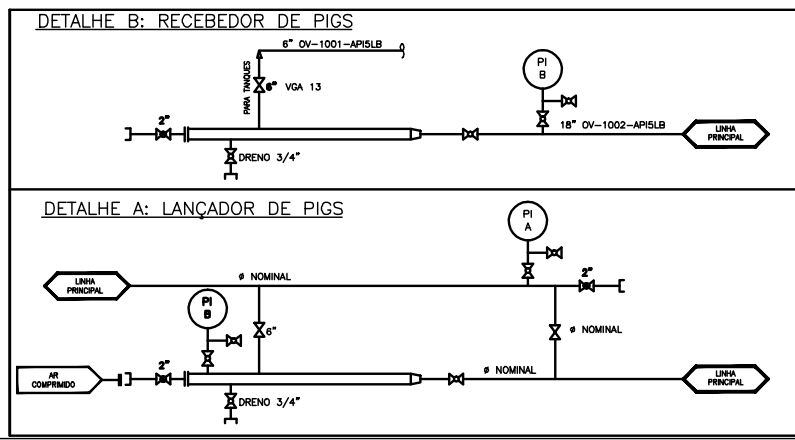 DETALHE B: RECEBEDOR DE PIGS
6" OV-1001-API5LB
PI
B
PARA TANQUES
6" VGA 13
2"
18" OV-1002-API5LB
LINHA
PRINCIPAL
DRENO 3/4"
DETALHE A: LANÇADOR DE PIGS
PI
A
LINHA
PRINCIPAL
ø NOMINAL
2"
PI
B
6"
ø NOMINAL
AR
COMPRIMIDO
2"
ø NOMINAL
LINHA
PRINCIPAL
DRENO 3/4"